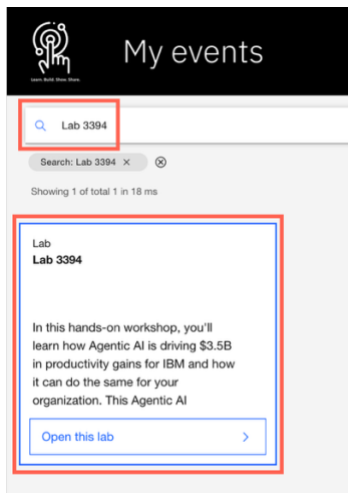 My events
Learn. Build. Show. Share.
Lab 3394
Search: Lab 3394
Showing 1 of total 1 in 18 ms
Lab
Lab 3394
In this hands-on workshop, you'll
learn how Agentic AI is driving $3.5B
in productivity gains for IBM and how
it can do the same for your
organization. This Agentic AI
Open this lab